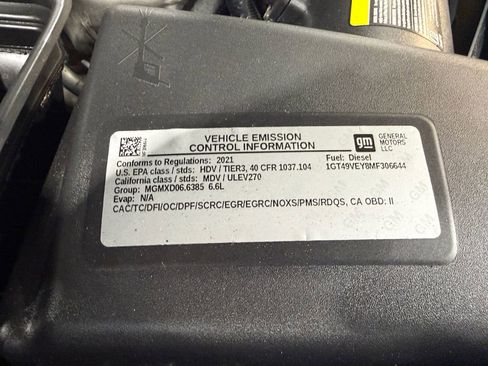 VEHICLE EMISSION
CONTROL INFORMATION
gm
GENERAL
MOTORS
LLC
Conforms to Regulations: 2021
Fuel: Diesel
U.S. EPA class / stds: HDV / TIER3, 40 CFR 1037.104
1GT49VEY8MF306644
California class / stds: MDV / ULEV270
Group: MGMXD06.6385 6.6L
Evap: N/A
CAC/TC/DFI/OC/DPF/SCRC/EGR/EGRC/NOXS/PMS/RDQS, CA OBD: II